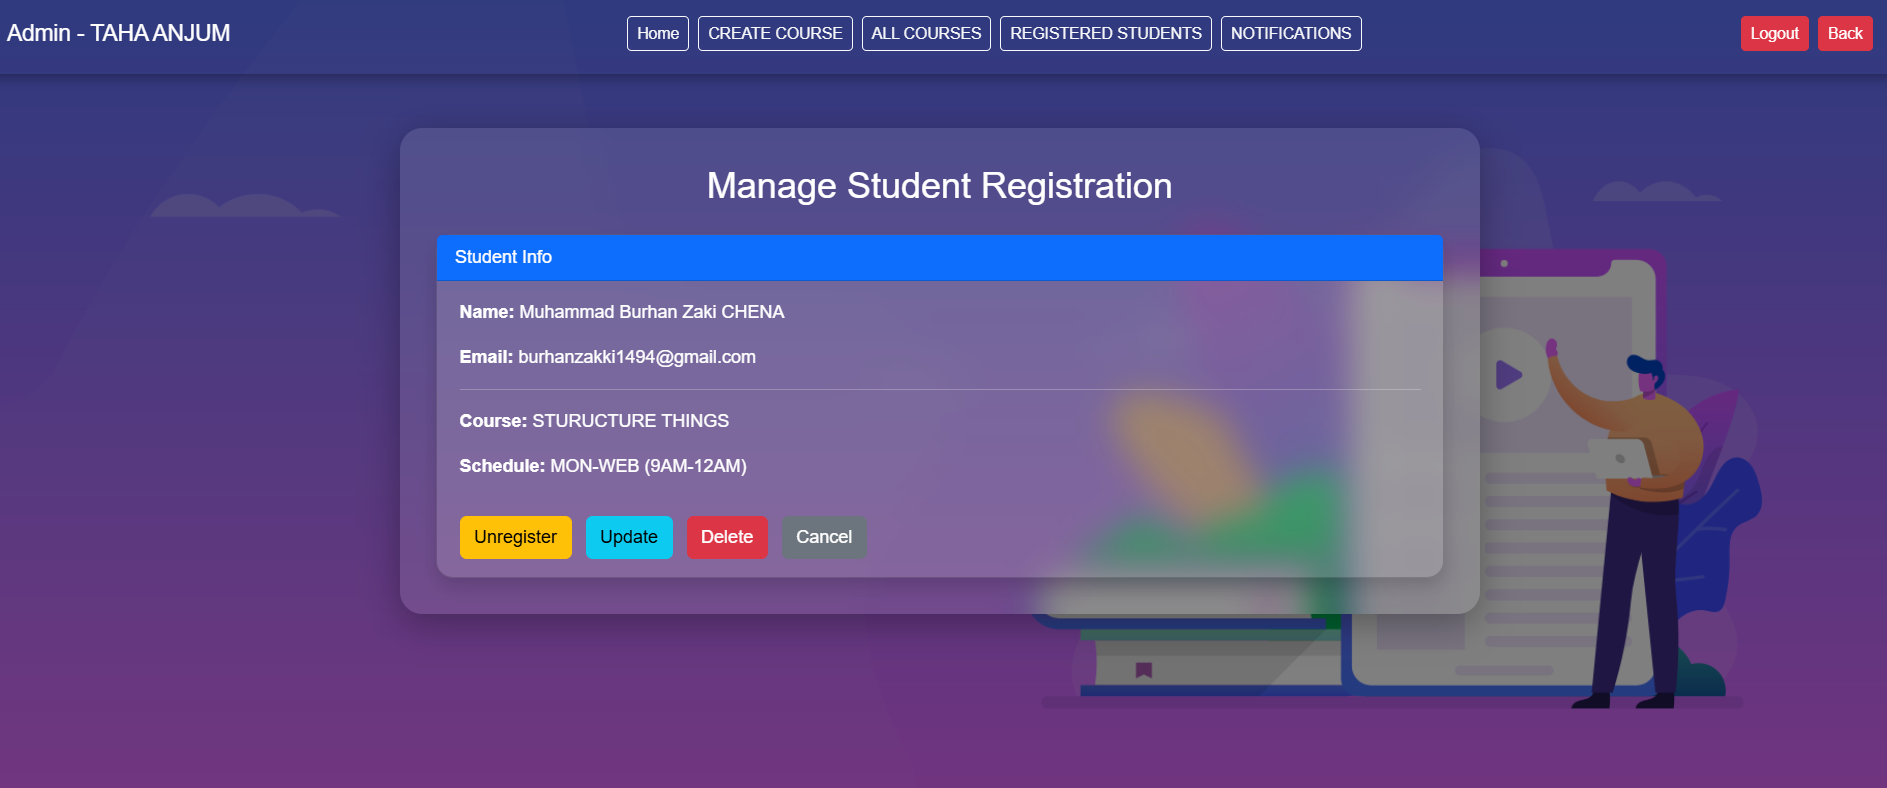 Admin - TAHA ANJUM
Home CREATE COURSE ALL COURSES REGISTERED STUDENTS NOTIFICATIONS
Logout Back
Manage Student Registration
Student Info
Name: Muhammad Burhan Zaki CHENA
Email: burhanzakki1494@gmail.com
Course: STURUCTURE THINGS
Schedule: MON-WEB (9AM-12AM)
Unregister Update Delete Cancel